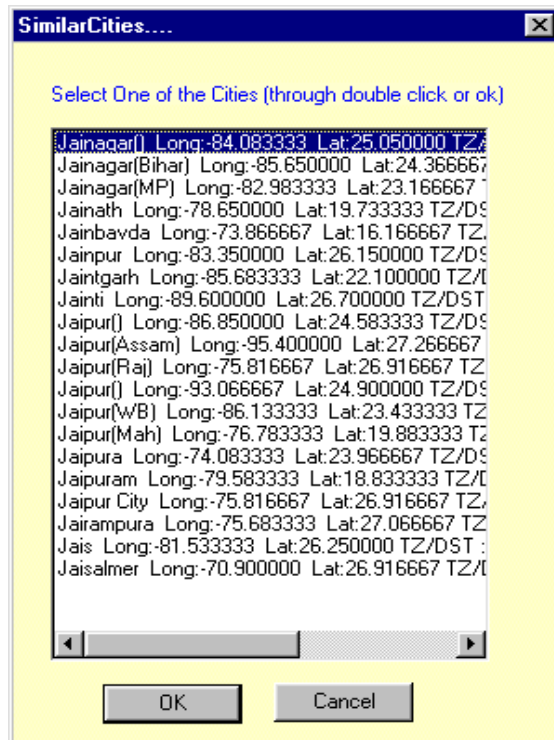 SimilarCities....
Select One of the Cities (through double click or ok)
Jainagar() Long:-84.083333 Lat:25.050000 TZ/
Jainagar(Bihar) Long:-85.650000 Lat:24.366667
Jainagar(MP) Long:-82.983333 Lat:23.166667
Jainath Long:-78.650000 Lat:19.733333 TZ/DS
Jainbavda Long:-73.866667 Lat:16.166667 TZ
Jainpur Long:-83.350000 Lat:26.150000 TZ/DS
Jaintgarh Long:-85.683333 Lat:22.100000 TZ/
Jainti Long:-89.600000 Lat:26.700000 TZ/DST
Jaipur() Long:-86.850000 Lat:24.583333 TZ/DS
Jaipur(Assam) Long:-95.400000 Lat:27.266667
Jaipur(Raj) Long:-75.816667 Lat:26.916667 TZ
Jaipur() Long:-93.066667 Lat:24.900000 TZ/DS
Jaipur(WB) Long:-86.133333 Lat:23.433333 TZ
Jaipur(Mah) Long:-76.783333 Lat:19.883333 TZ
Jaipura Long:-74.083333 Lat:23.966667 TZ/DS
Jaipuram Long:-79.583333 Lat:18.833333 TZ/
Jaipur City Long:-75.816667 Lat:26.916667 TZ
Jairampura Long:-75.683333 Lat:27.066667 TZ
Jais Long:-81.533333 Lat:26.250000 TZ/DST :
Jaisalmer Long:-70.900000 Lat:26.916667 TZ/
OK
Cancel